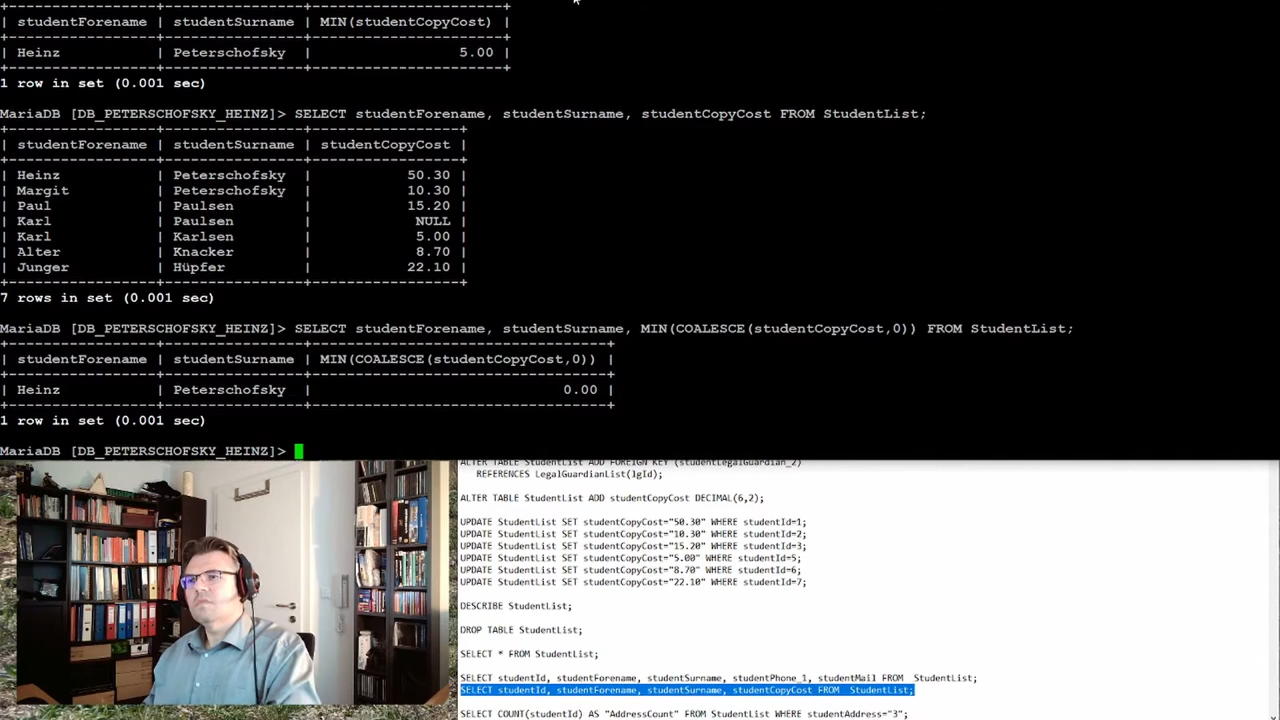 +----------------+----------------+----------------------+
| studentForename | studentSurname | MIN(studentCopyCost) |
+----------------+----------------+----------------------+
| Heinz | Peterschofsky | 5.00 |
+----------------+----------------+----------------------+
1 row in set (0.001 sec)
MariaDB [DB_PETERSCHOFSKY_HEINZ]> SELECT studentForename, studentSurname, studentCopyCost FROM StudentList;
+----------------+----------------+-----------------+
| studentForename | studentSurname | studentCopyCost |
+----------------+----------------+-----------------+
| Heinz | Peterschofsky | 50.30 |
| Margit | Peterschofsky | 10.30 |
| Paul | Paulsen | 15.20 |
| Karl | Paulsen | NULL |
| Karl | Karlsen | 5.00 |
| Alter | Knacker | 8.70 |
| Junger | Hüpfer | 22.10 |
+----------------+----------------+-----------------+
7 rows in set (0.001 sec)
MariaDB [DB_PETERSCHOFSKY_HEINZ]> SELECT studentForename, studentSurname, MIN(COALESCE(studentCopyCost,0)) FROM StudentList;
+----------------+----------------+----------------------------------+
| studentForename | studentSurname | MIN(COALESCE(studentCopyCost,0)) |
+----------------+----------------+----------------------------------+
| Heinz | Peterschofsky | 0.00 |
+----------------+----------------+----------------------------------+
1 row in set (0.001 sec)
MariaDB [DB_PETERSCHOFSKY_HEINZ]>
ALTER TABLE StudentList ADD FOREIGN KEY (studentLegalGuardian_2)
REFERENCES LegalGuardianList(lgId);
ALTER TABLE StudentList ADD studentCopyCost DECIMAL(6,2);
UPDATE StudentList SET studentCopyCost="50.30" WHERE studentId=1;
UPDATE StudentList SET studentCopyCost="10.30" WHERE studentId=2;
UPDATE StudentList SET studentCopyCost="15.20" WHERE studentId=3;
UPDATE StudentList SET studentCopyCost="5.00" WHERE studentId=5;
UPDATE StudentList SET studentCopyCost="8.70" WHERE studentId=6;
UPDATE StudentList SET studentCopyCost="22.10" WHERE studentId=7;
DESCRIBE StudentList;
DROP TABLE StudentList;
SELECT * FROM StudentList;
SELECT studentId, studentForename, studentSurname, studentPhone_1, studentMail FROM StudentList;
SELECT studentId, studentForename, studentSurname, studentCopyCost FROM StudentList;
SELECT COUNT(studentId) AS "AddressCount" FROM StudentList WHERE studentAddress="3";